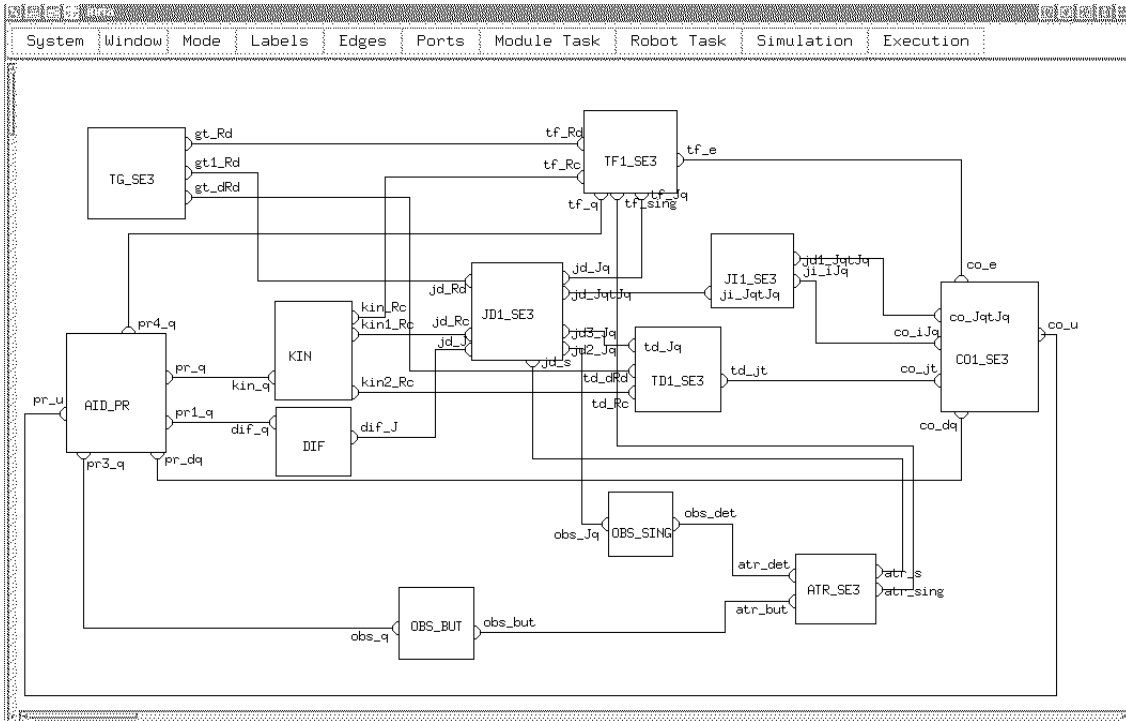 System Window Mode Labels Edges Ports Module Task Robot Task Simulation Execution
gt_Rd
tf_Rd
tf_e
gt1_Rd
tf_Rc
TF1_SE3
TG_SE3
gt_dRd
tf_Jq
tf_q
tf_sing
jd_Jq
jd1_JqtJq
co_e
ji_iJq
JI1_SE3
jd_Rd
jd_JqtJq
ji_JqtJq
kin_Rc
JD1_SE3
co_JqtJq
pr4_q
kin1_Rc
jd_Rc
jd3_Jq
co_iJq
co_u
jd_J
jd2_Jq
td_Jq
KIN
jd_s
CO1_SE3
pr_q
kin_q
kin2_Rc
td_dRd
TD1_SE3
td_jt
co_jt
pr_u
AID_PR
td_Rc
pr1_q
dif_q
dif_J
co_dq
DIF
pr3_q
pr_dq
obs_det
obs_Jq
OBS_SING
atr_det
atr_s
ATR_SE3
atr_sing
atr_but
obs_q
OBS_BUT
obs_but